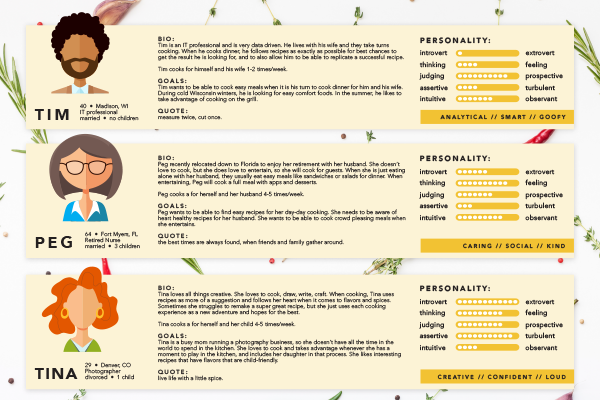 BIO:
Tim is an IT professional and is very data driven. He lives with his wife and they take turns
cooking. When he cooks dinner, he follows recipes as exactly as possible for best chances to
get the result he is looking for, and to also allow him to be able to replicate a successful recipe.
Tim cooks for himself and his wife 1-2 times/week.
GOALS:
Tim wants to be able to cook easy meals when it is his turn to cook dinner for him and his wife.
During cold Wisconsin winters, he is looking for easy comfort foods. In the summer, he likes to
take advantage of cooking on the grill.
QUOTE:
measure twice, cut once.
TIM
40 • Madison, WI
IT professional
married • no children
PERSONALITY:
introvert extrovert
thinking feeling
judging prospective
assertive turbulent
intuitive observant
ANALYTICAL // SMART // GOOFY
BIO:
Peg recently relocated down to Florida to enjoy her retirement with her husband. She doesn't
love to cook, but she does love to entertain, so she will cook for guests. When she is just eating
alone with her husband, they usually eat easy meals like sandwiches or salads for dinner. When
entertaining, Peg will cook a full meal with apps and desserts.
Peg cooks for herself and her husband 4-5 times/week.
GOALS:
Peg wants to be able to find easy recipes for her day-day cooking. She needs to be aware of
heart healthy recipes for her husband. She wants to be able to cook crowd pleasing meals when
she entertains.
QUOTE:
the best times are always found, when friends and family gather around.
PEG
64 • Fort Myers, FL
Retired Nurse
married • 3 children
PERSONALITY:
introvert extrovert
thinking feeling
judging prospective
assertive turbulent
intuitive observant
CARING // SOCIAL // KIND
BIO:
Tina loves all things creative. She loves to cook, draw, write, craft. When cooking, Tina uses
recipes as more of a suggestion and follows her heart when it comes to flavors and spices.
Sometimes she struggles to remake a super great recipe, but she just uses each cooking
experience as a new adventure and hopes for the best.
Tina cooks for herself and her child 4-5 times/week.
GOALS:
Tina is a busy mom running a photography business, so she doesn't have all the time in the
world to spend in the kitchen. She loves to cook and takes advantage whenever she has a
moment to play in the kitchen, and includes her daughter in that process. She likes interesting
recipes that have flavors that are child-friendly.
QUOTE:
live life with a little spice.
TINA
29 • Denver, CO
Photographer
divorced • 1 child
PERSONALITY:
introvert extrovert
thinking feeling
judging prospective
assertive turbulent
intuitive observant
CREATIVE // CONFIDENT // LOUD